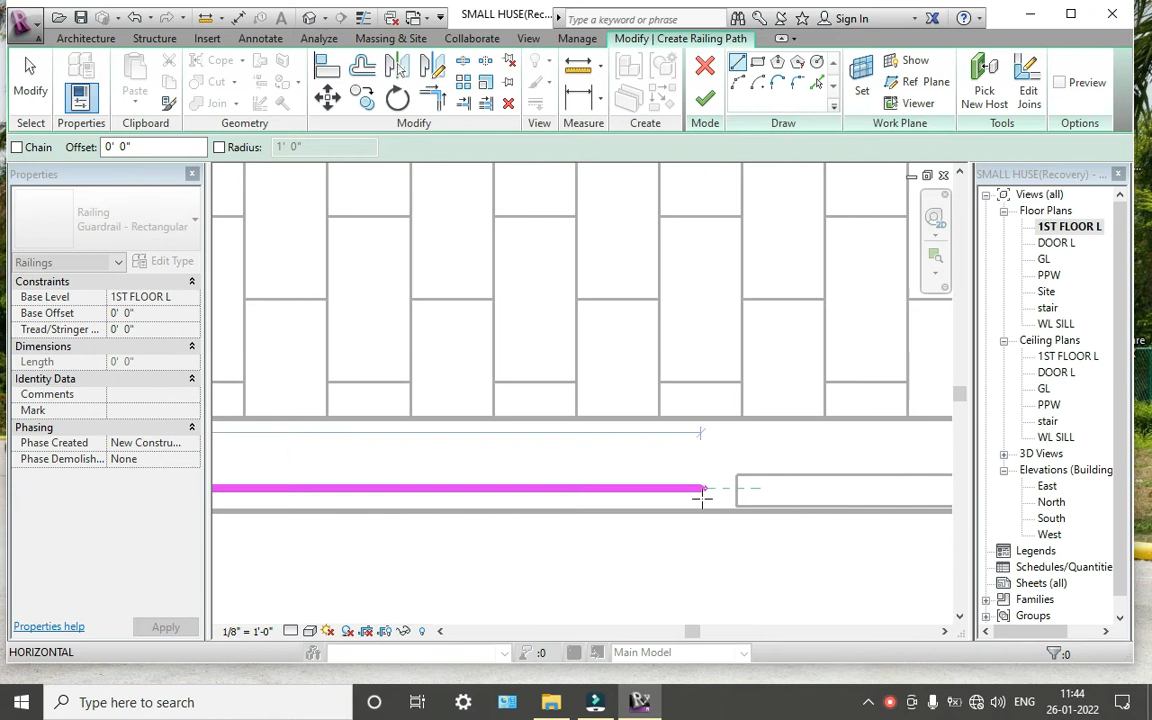 SMALL HUSE(Rec...
Type a keyword or phrase
Sign In
Architecture
Structure
Insert
Annotate
Analyze
Massing & Site
Collaborate
View
Manage
Modify | Create Railing Path
Modify
Properties
Paste
Cope
Cut
Join
Pick New Host
Edit Joins
Set
Show
Ref Plane
Viewer
Preview
Select
Properties
Clipboard
Geometry
Modify
View
Measure
Create
Mode
Draw
Work Plane
Tools
Options
Chain
Offset:
0' 0"
Radius:
1' 0"
Properties
Railing
Guardrail - Rectangular
Railings
Edit Type
Constraints
Base Level
1ST FLOOR L
Base Offset
0' 0"
Tread/Stringer ...
0' 0"
Dimensions
Length
0' 0"
Identity Data
Comments
Mark
Phasing
Phase Created
New Constru...
Phase Demolish...
None
Properties help
Apply
2D
SMALL HUSE(Recovery) - ...
Views (all)
Floor Plans
1ST FLOOR L
DOOR L
GL
PPW
Site
stair
WL SILL
Ceiling Plans
1ST FLOOR L
DOOR L
GL
PPW
stair
WL SILL
3D Views
Elevations (Building
East
North
South
West
Legends
Schedules/Quantitie
Sheets (all)
Families
Groups
1/8" = 1'-0"
HORIZONTAL
:0
Main Model
:0
Type here to search
ENG
11:44
26-01-2022